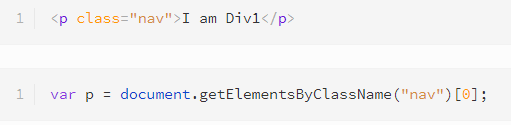 1 <p class="nav">I am Div1</p>
1 var p = document.getElementsByClassName("nav")[0];